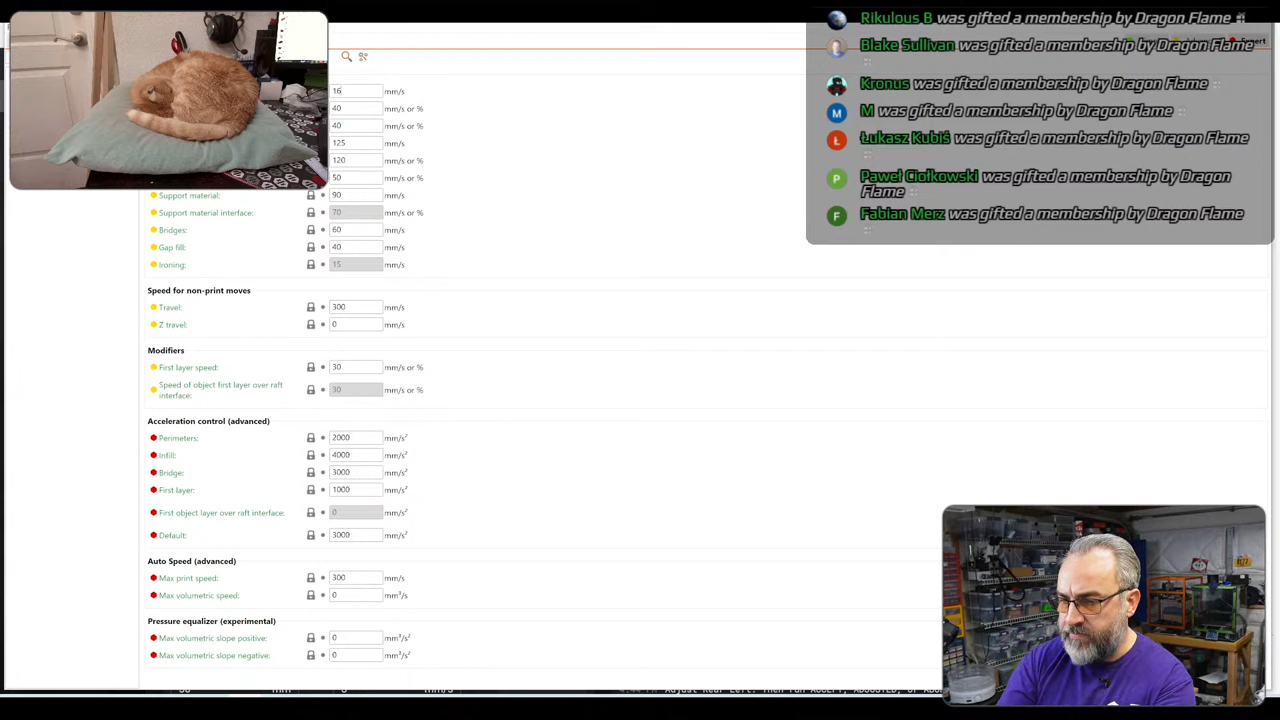 Rikulous B was gifted a membership by Dragon Flame
Blake Sullivan was gifted a membership by Dragon Flame
Kronus was gifted a membership by Dragon Flame
M was gifted a membership by Dragon Flame
Łukasz Kubiś was gifted a membership by Dragon Flame
Paweł Ciołkowski was gifted a membership by Dragon
Flame
Fabian Merz was gifted a membership by Dragon Flame
16 mm/s
40 mm/s or %
40 mm/s or %
125 mm/s
120 mm/s or %
50 mm/s or %
Support material: 90 mm/s
Support material interface: 70 mm/s or %
Bridges: 60 mm/s
Gap fill: 40 mm/s
Ironing: 15 mm/s
Speed for non-print moves
Travel: 300 mm/s
Z travel: 0 mm/s
Modifiers
First layer speed: 30 mm/s or %
Speed of object first layer over raft
interface: 30 mm/s or %
Acceleration control (advanced)
Perimeters: 2000 mm/s²
Infill: 4000 mm/s²
Bridge: 3000 mm/s²
First layer: 1000 mm/s²
First object layer over raft interface: 0 mm/s²
Default: 3000 mm/s²
Auto Speed (advanced)
Max print speed: 300 mm/s
Max volumetric speed: 0 mm³/s
Pressure equalizer (experimental)
Max volumetric slope positive: 0 mm³/s²
Max volumetric slope negative: 0 mm³/s²